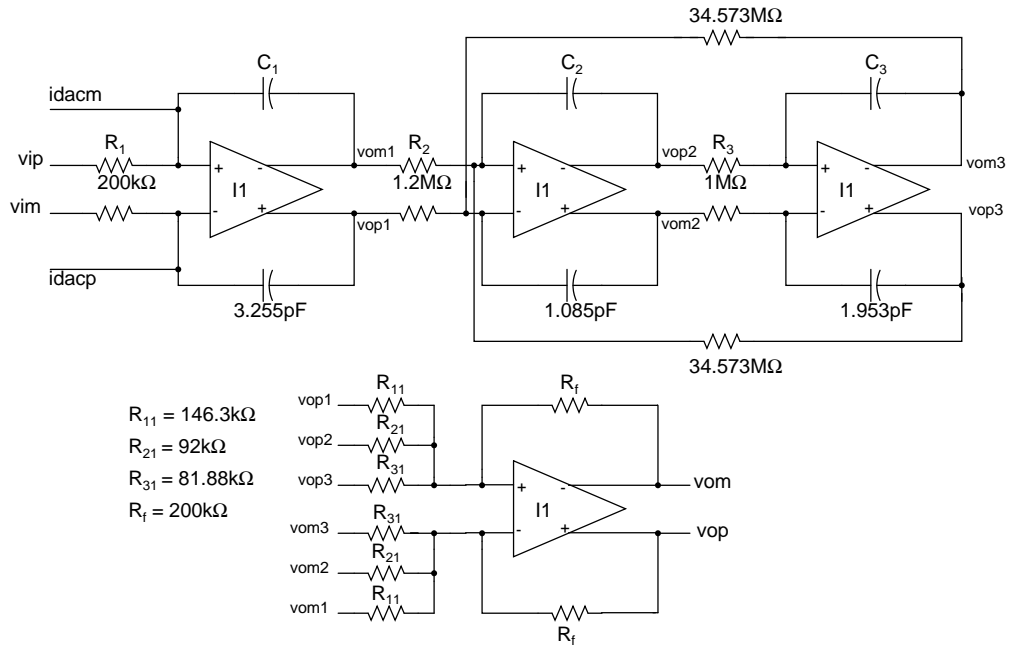 34.573MΩ
C1
C2
C3
idacm
R1
vom1
R2
vop2
R3
vip
+
-
+
-
+
-
vom3
200kΩ
I1
1.2MΩ
I1
1MΩ
I1
vim
-
+
-
+
-
+
vop1
vom2
vop3
idacp
3.255pF
1.085pF
1.953pF
34.573MΩ
R11 = 146.3kΩ
R21 = 92kΩ
R31 = 81.88kΩ
Rf = 200kΩ
vop1
R11
Rf
vop2
R21
vop3
R31
+
-
vom
I1
vom3
R31
-
+
vop
vom2
R21
vom1
R11
Rf